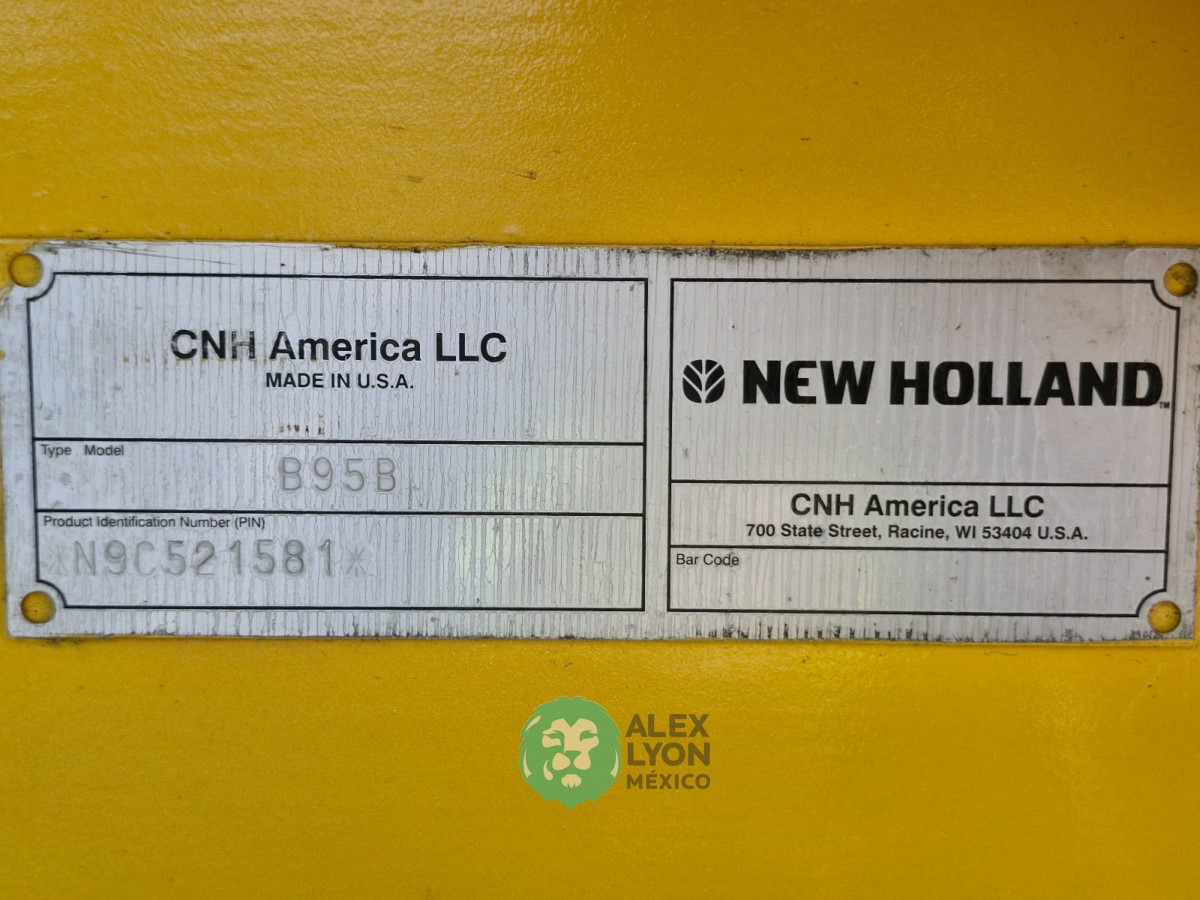 CNH America LLC
MADE IN U.S.A.
Type Model
B95B
Product Identification Number (PIN)
*N9C521581*
NEW HOLLAND™
CNH America LLC
700 State Street, Racine, WI 53404 U.S.A.
Bar Code
ALEX
LYON
MÉXICO